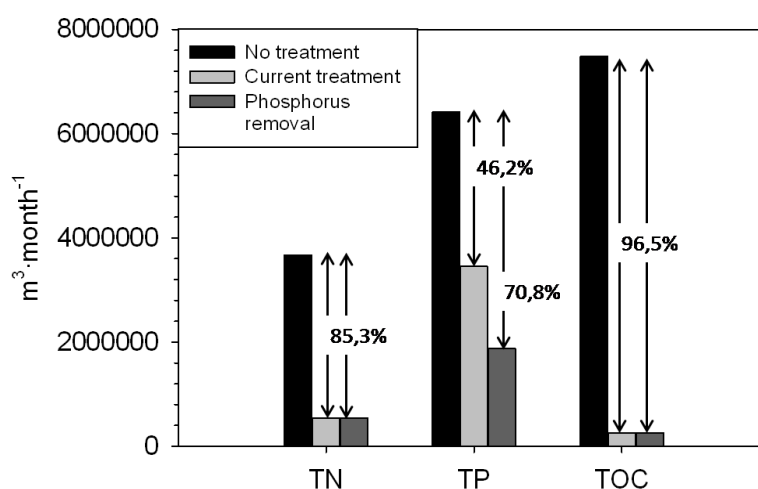 8000000
No treatment
Current treatment
Phosphorus
removal
6000000
46,2%
96,5%
4000000
70,8%
85,3%
2000000
0
m³·month⁻¹
TN
TP
TOC